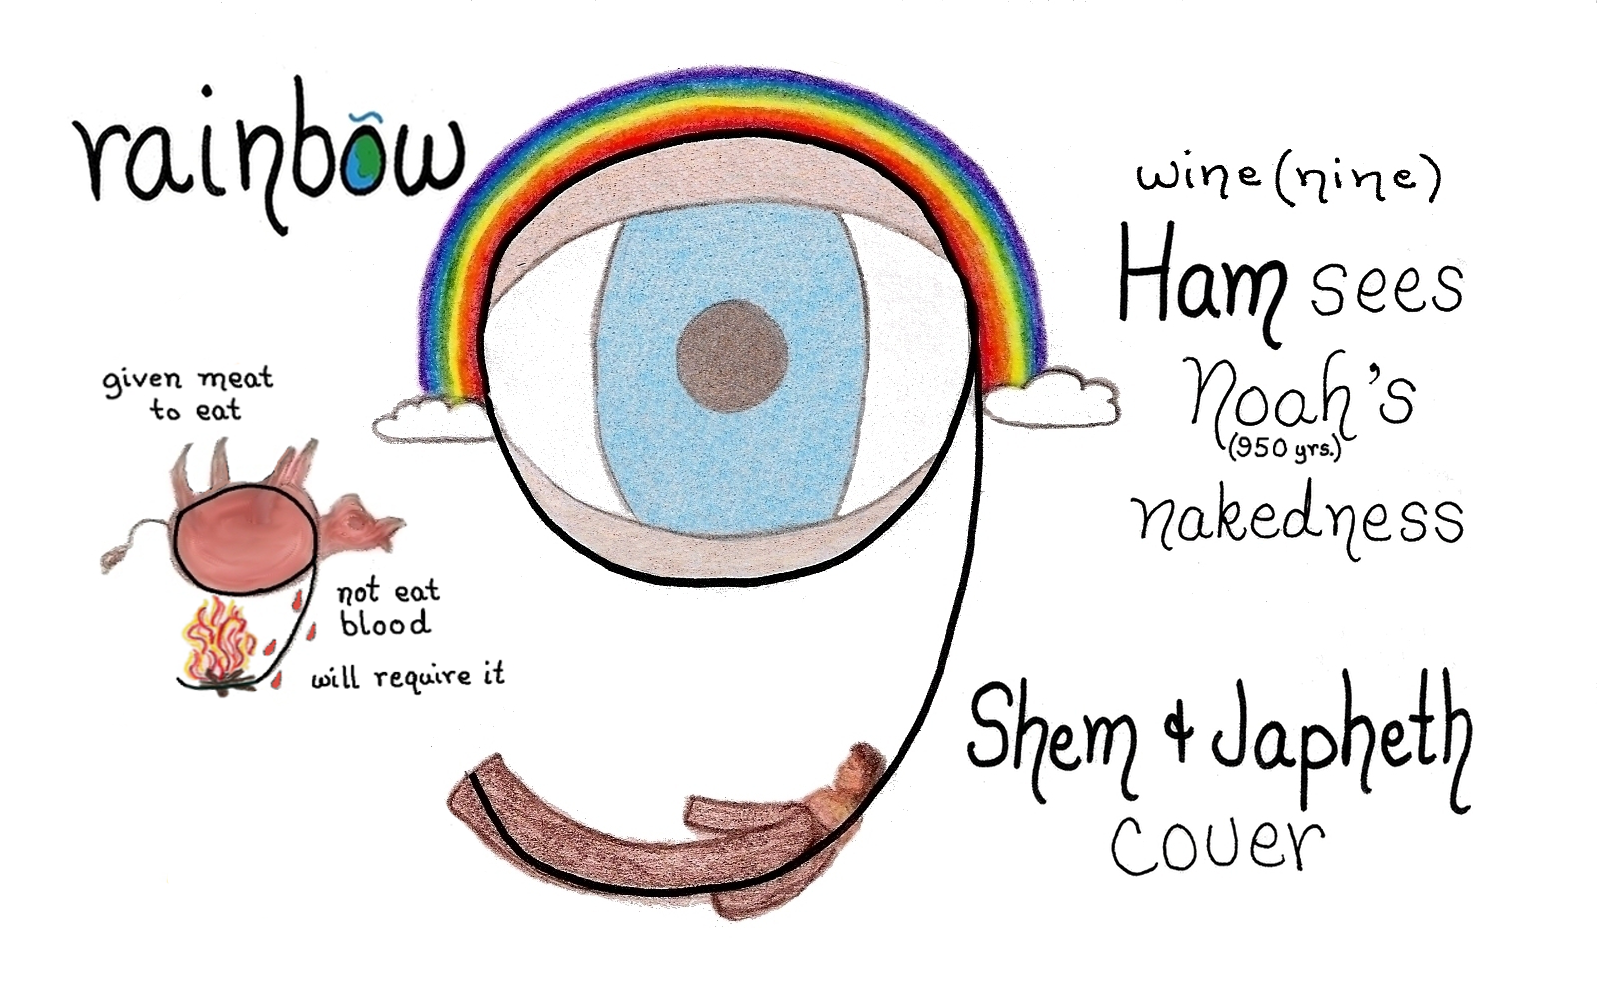 rainbow
given meat
to eat
not eat
blood
will require it
wine (nine)
Ham sees
Noah's
(950 yrs.)
nakedness
Shem & Japheth
cover